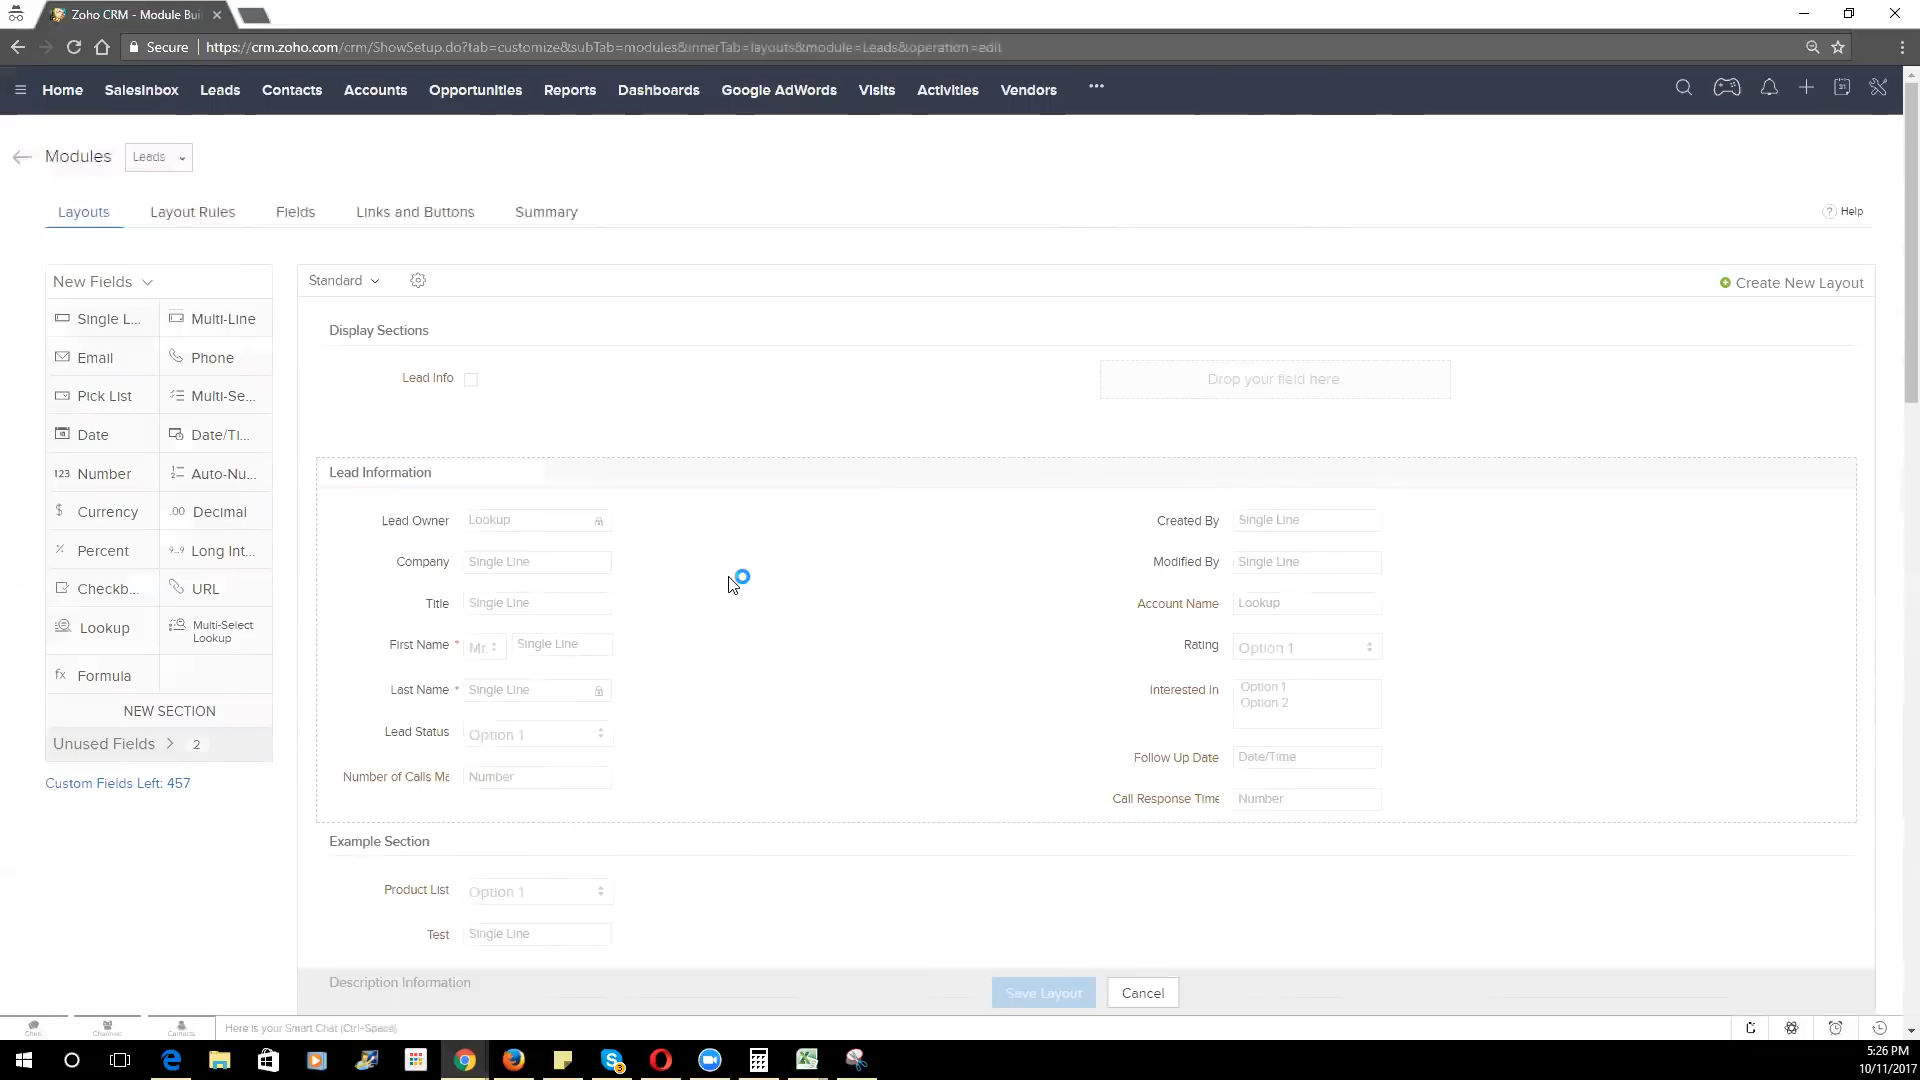 Zoho CRM - Module Bui
Secure https://crm.zoho.com/crm/ShowSetup.do?tab=customize&subTab=modules&innerTab=layouts&module=Leads&operation=edit
Home SalesInbox Leads Contacts Accounts Opportunities Reports Dashboards Google AdWords Visits Activities Vendors ...
Modules Leads
Layouts Layout Rules Fields Links and Buttons Summary
? Help
New Fields
Single L... Multi-Line
Email Phone
Pick List Multi-Se...
Date Date/Ti...
123 Number Auto-Nu...
$ Currency .00 Decimal
% Percent 9..9 Long Int...
Checkb... URL
Lookup Multi-Select Lookup
fx Formula
NEW SECTION
Unused Fields > 2
Custom Fields Left: 457
Standard
Create New Layout
Display Sections
Lead Info
Drop your field here
Lead Information
Lead Owner Lookup
Created By Single Line
Company Single Line
Modified By Single Line
Title Single Line
Account Name Lookup
First Name * Mr. Single Line
Rating Option 1
Last Name * Single Line
Interested in Option 1
Option 2
Lead Status Option 1
Follow Up Date Date/Time
Number of Calls Ma Number
Call Response Time Number
Example Section
Product List Option 1
Test Single Line
Description Information
Save Layout Cancel
Chats Channels Contacts Here is your Smart Chat (Ctrl+Space)
5:26 PM
10/11/2017